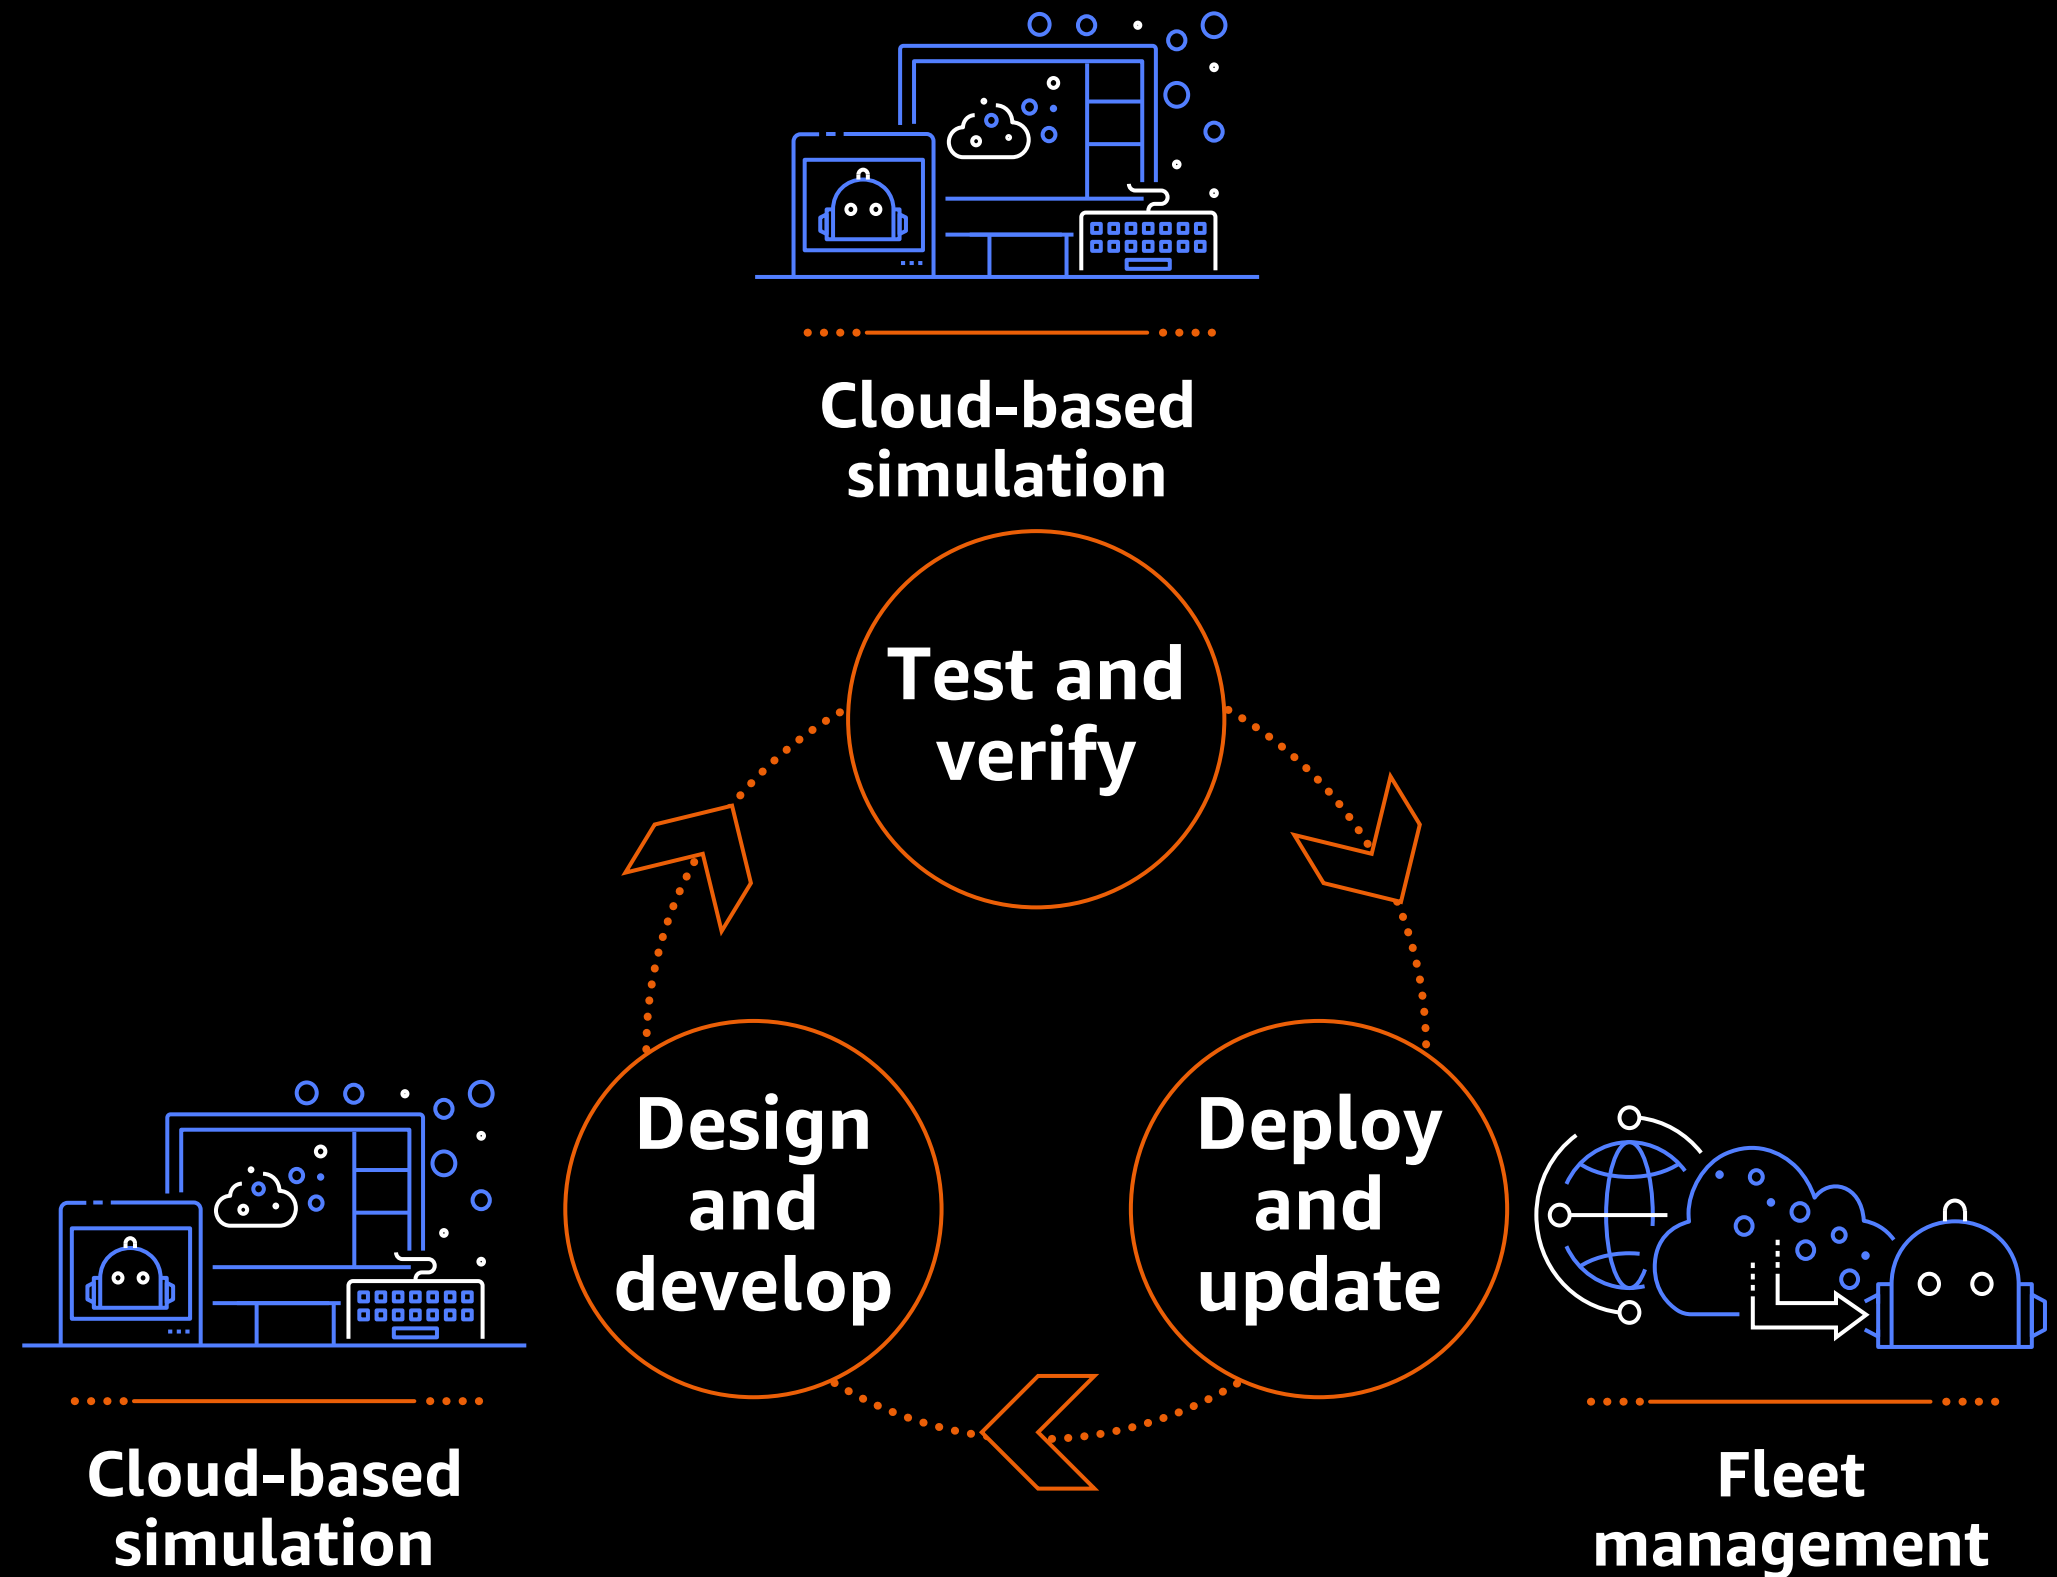 Cloud-based
simulation
Test and
verify
Design
and
develop
Deploy
and
update
Cloud-based
simulation
Fleet
management